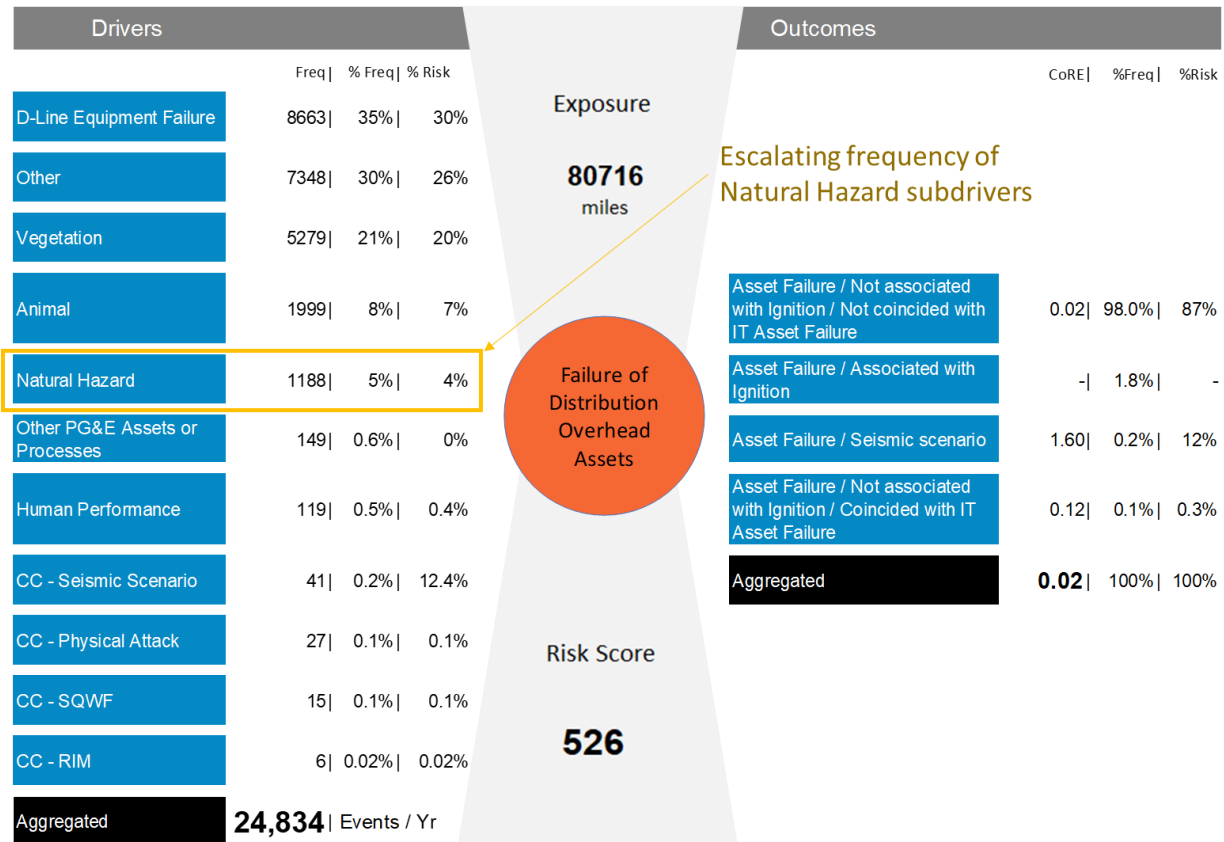 Drivers
Outcomes
Freq| % Freq| % Risk
D-Line Equipment Failure 8663| 35%| 30%
Other 7348| 30%| 26%
Vegetation 5279| 21%| 20%
Animal 1999| 8%| 7%
Natural Hazard 1188| 5%| 4%
Other PG&E Assets or
Processes 149| 0.6%| 0%
Human Performance 119| 0.5%| 0.4%
CC - Seismic Scenario 41| 0.2%| 12.4%
CC - Physical Attack 27| 0.1%| 0.1%
CC - SQWF 15| 0.1%| 0.1%
CC - RIM 6| 0.02%| 0.02%
Aggregated 24,834| Events / Yr
Exposure
80716
miles
Failure of
Distribution
Overhead
Assets
Risk Score
526
Escalating frequency of
Natural Hazard subdrivers
CoRE| %Freq| %Risk
Asset Failure / Not associated
with Ignition / Not coincided with 0.02| 98.0%| 87%
IT Asset Failure
Asset Failure / Associated with
Ignition -| 1.8%| -
Asset Failure / Seismic scenario 1.60| 0.2%| 12%
Asset Failure / Not associated
with Ignition / Coincided with IT 0.12| 0.1%| 0.3%
Asset Failure
Aggregated 0.02| 100%| 100%